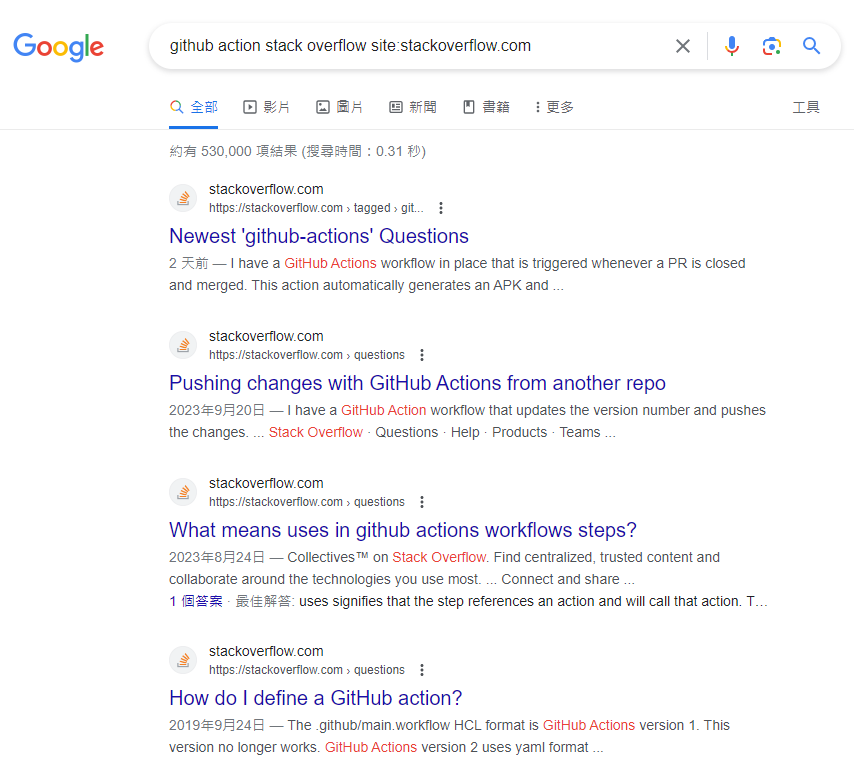 Google
github action stack overflow site:stackoverflow.com
全部 影片 圖片 新聞 書籍 更多 工具
約有 530,000 項結果 (搜尋時間：0.31 秒)
stackoverflow.com
https://stackoverflow.com › tagged › git...
Newest 'github-actions' Questions
2 天前 — I have a GitHub Actions workflow in place that is triggered whenever a PR is closed
and merged. This action automatically generates an APK and ...
stackoverflow.com
https://stackoverflow.com › questions
Pushing changes with GitHub Actions from another repo
2023年9月20日 — I have a GitHub Action workflow that updates the version number and pushes
the changes. ... Stack Overflow · Questions · Help · Products · Teams ...
stackoverflow.com
https://stackoverflow.com › questions
What means uses in github actions workflows steps?
2023年8月24日 — Collectives™ on Stack Overflow. Find centralized, trusted content and
collaborate around the technologies you use most. ... Connect and share ...
1 個答案 · 最佳解答: uses signifies that the step references an action and will call that action. T...
stackoverflow.com
https://stackoverflow.com › questions
How do I define a GitHub action?
2019年9月24日 — The .github/main.workflow HCL format is GitHub Actions version 1. This
version no longer works. GitHub Actions version 2 uses yaml format ...